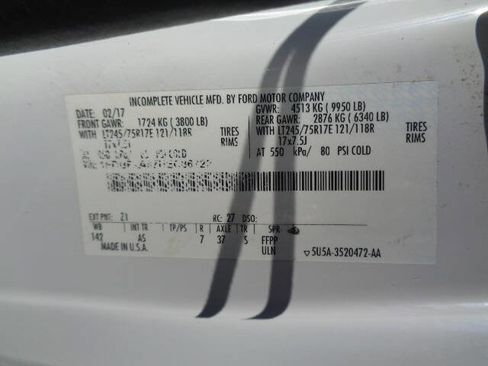 INCOMPLETE VEHICLE MFD. BY FORD MOTOR COMPANY
DATE: 02/17 GVWR: 4513 KG ( 9950 LB)
FRONT GAWR: 1724 KG ( 3800 LB) REAR GAWR: 2876 KG ( 6340 LB)
WITH LT245/75R17E 121/118R TIRES WITH LT245/75R17E 121/118R TIRES
17x7.5J RIMS 17x7.5J RIMS
PSI COLD AT 550 kPa/ 80 PSI COLD
EXT PNT: Z1 RC: 27 DSO:
WB INT TR TP/PS R AXLE TR SPR
142 AS 7 37 S FFPP
MADE IN U.S.A. ULN ▽5U5A-3520472-AA